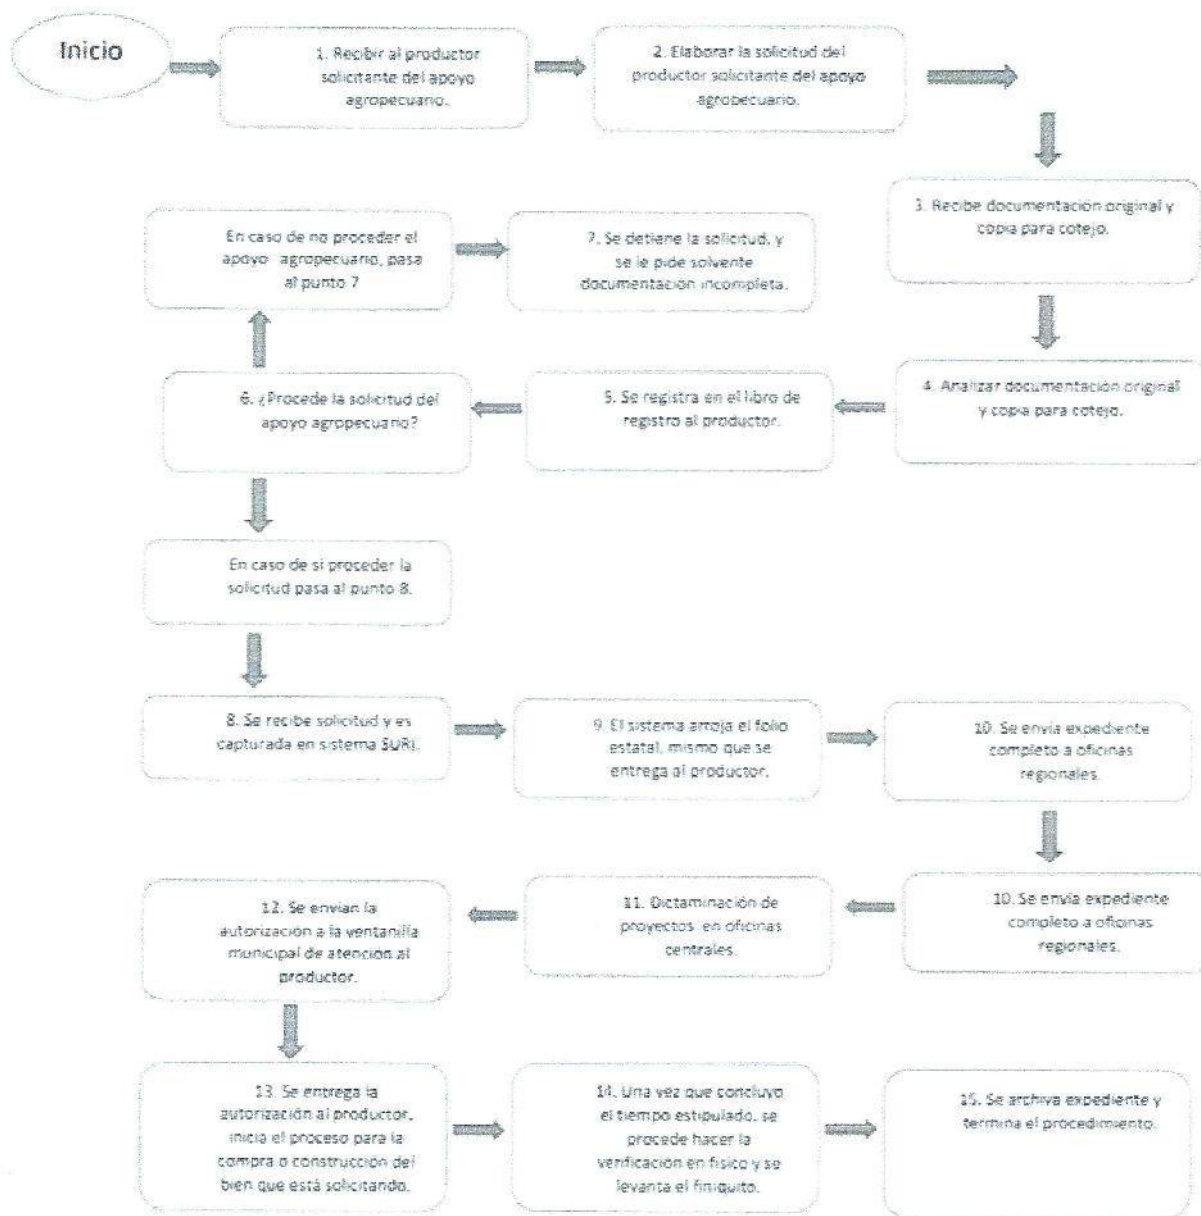 Inicio
1. Recibir al productor
solicitante del apoyo
agropecuario.
2. Elaborar la solicitud del
productor solicitante del apoyo
agropecuario.
3. Recibe documentación original y
copia para cotejo.
En caso de no proceder el
apoyo agropecuario, pasa
al punto 7
7. Se detiene la solicitud, y
se le pide solvente
documentación incompleta.
6. ¿Procede la solicitud del
apoyo agropecuario?
5. Se registra en el libro de
registro al productor.
4. Analizar documentación original
y copia para cotejo.
En caso de si proceder la
solicitud pasa al punto 8.
8. Se recibe solicitud y es
capturada en sistema SURI.
9. El sistema arroja el folio
estatal, mismo que se
entrega al productor.
10. Se envía expediente
completo a oficinas
regionales.
12. Se envían la
autorización a la ventanilla
municipal de atención al
productor.
11. Dictaminación de
proyectos en oficinas
centrales.
10. Se envía expediente
completo a oficinas
regionales.
13. Se entrega la
autorización al productor,
inicia el proceso para la
compra o construcción del
bien que está solicitando.
14. Una vez que concluyo
el tiempo estipulado, se
procede hacer la
verificación en físico y se
levanta el finiquito.
15. Se archiva expediente y
termina el procedimiento.